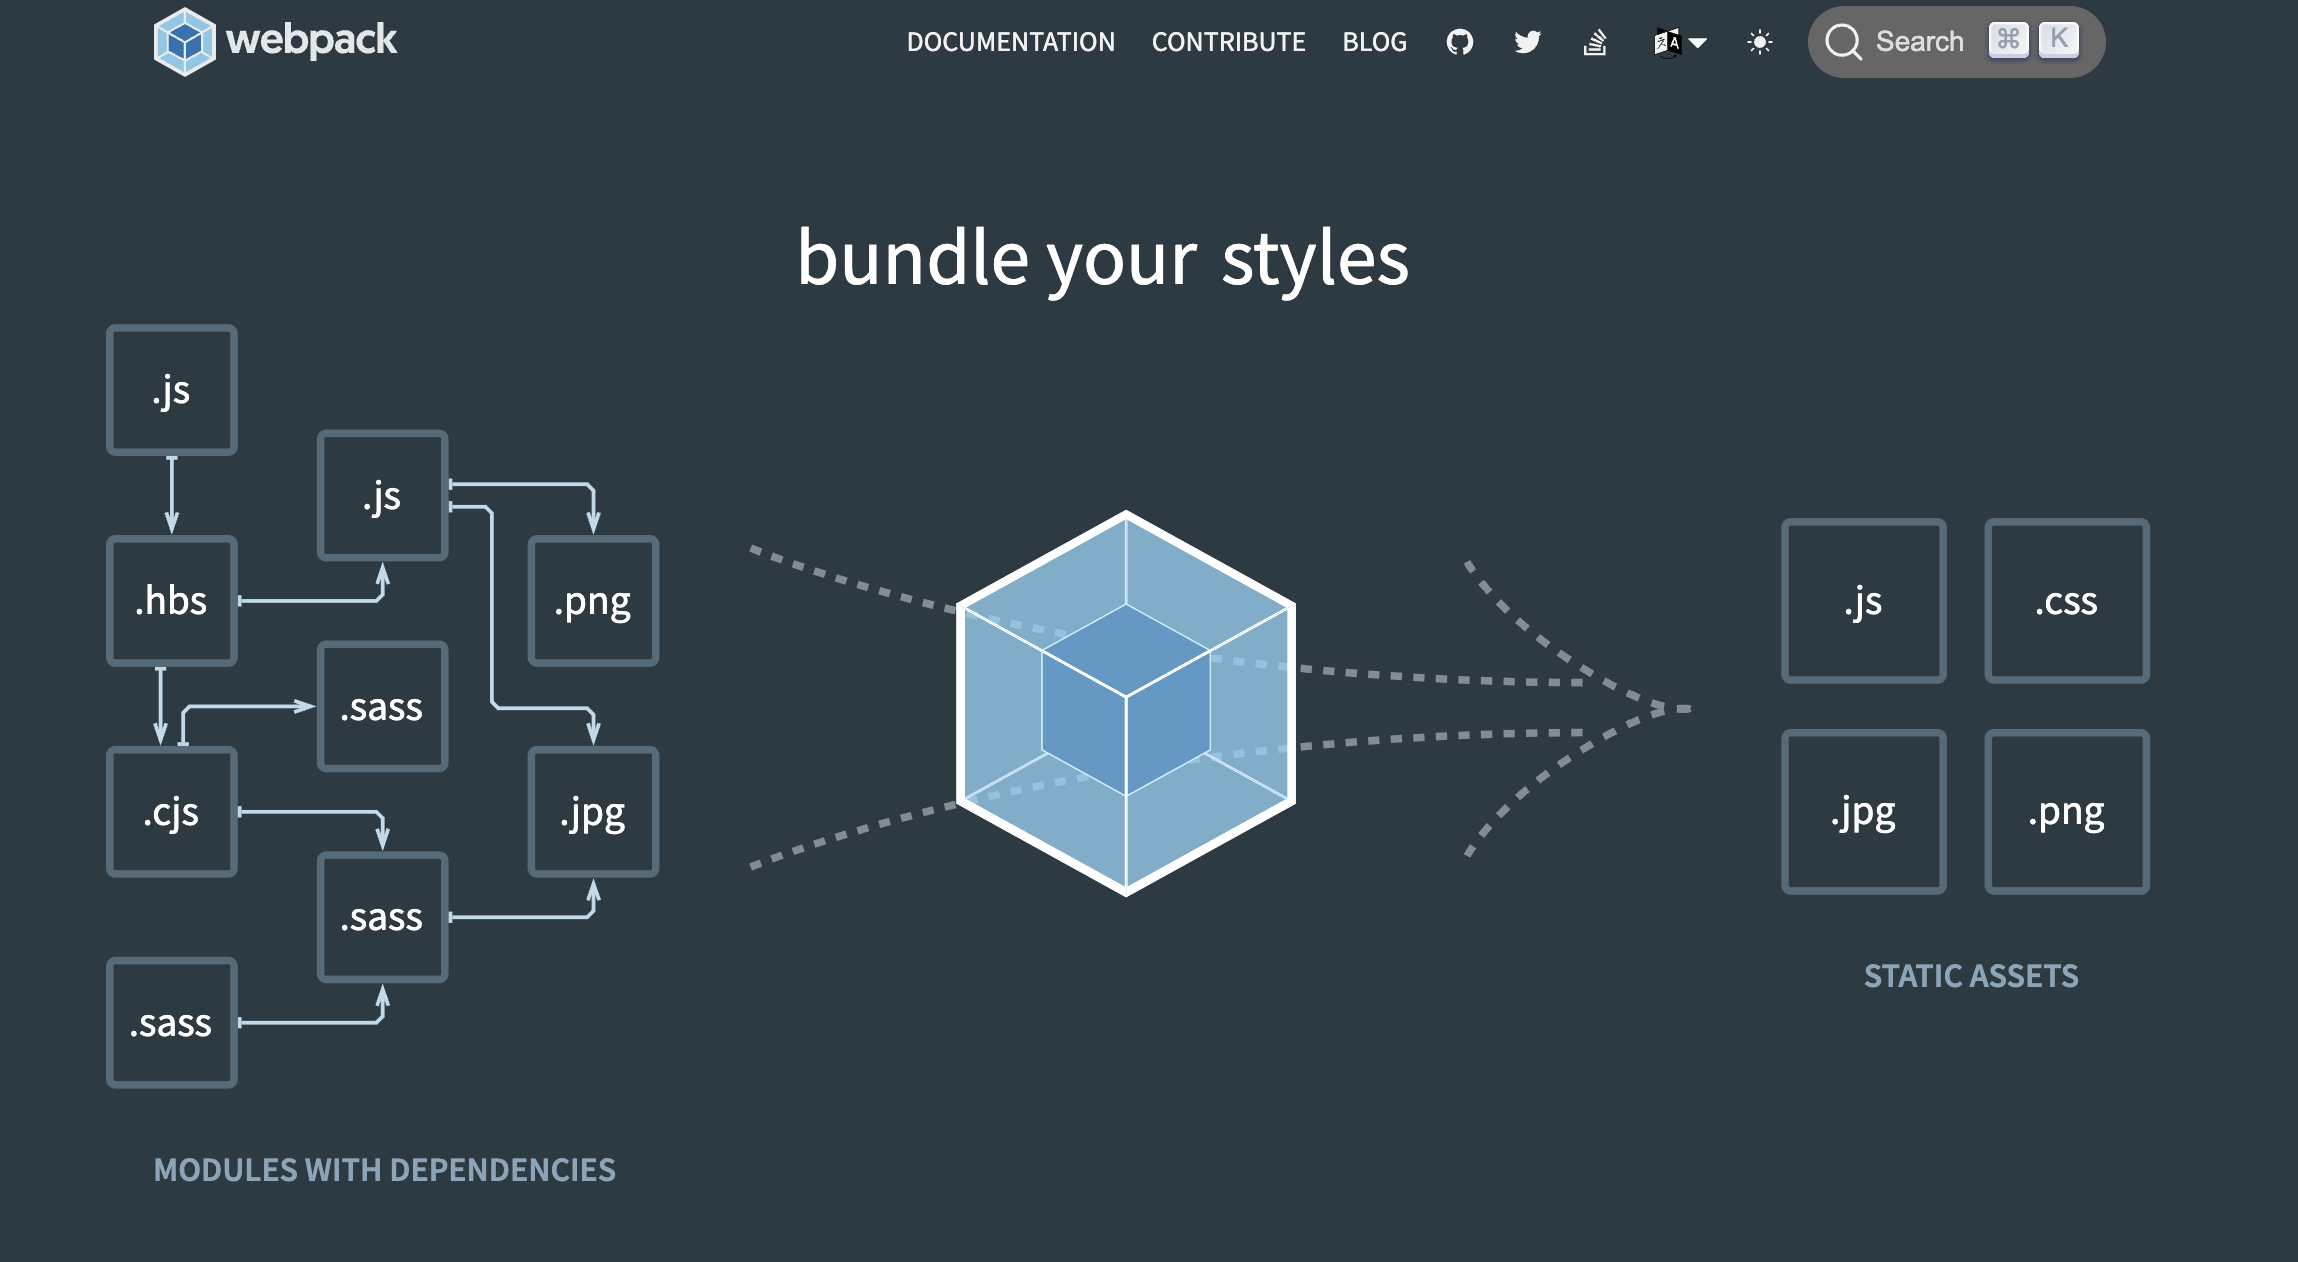 webpack
DOCUMENTATION CONTRIBUTE BLOG 文 A Search ⌘ K
bundle your styles
.js
.js
.hbs
.png
.sass
.cjs
.jpg
.sass
.sass
MODULES WITH DEPENDENCIES
.js .css
.jpg .png
STATIC ASSETS